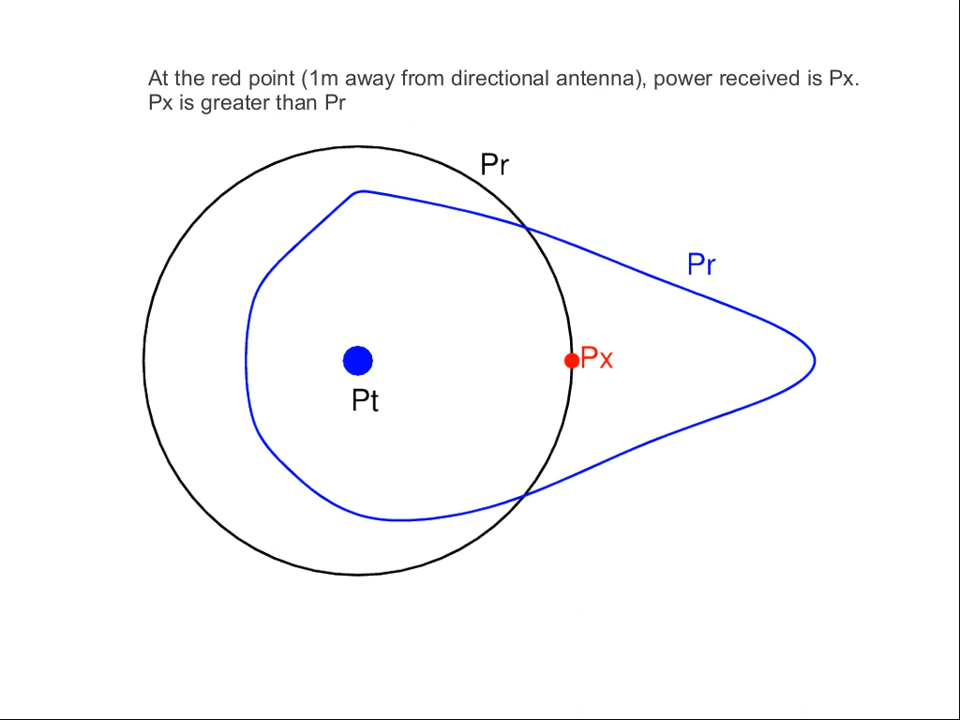 At the red point (1m away from directional antenna), power received is Px.
Px is greater than Pr
Pr
Pr
Px
Pt